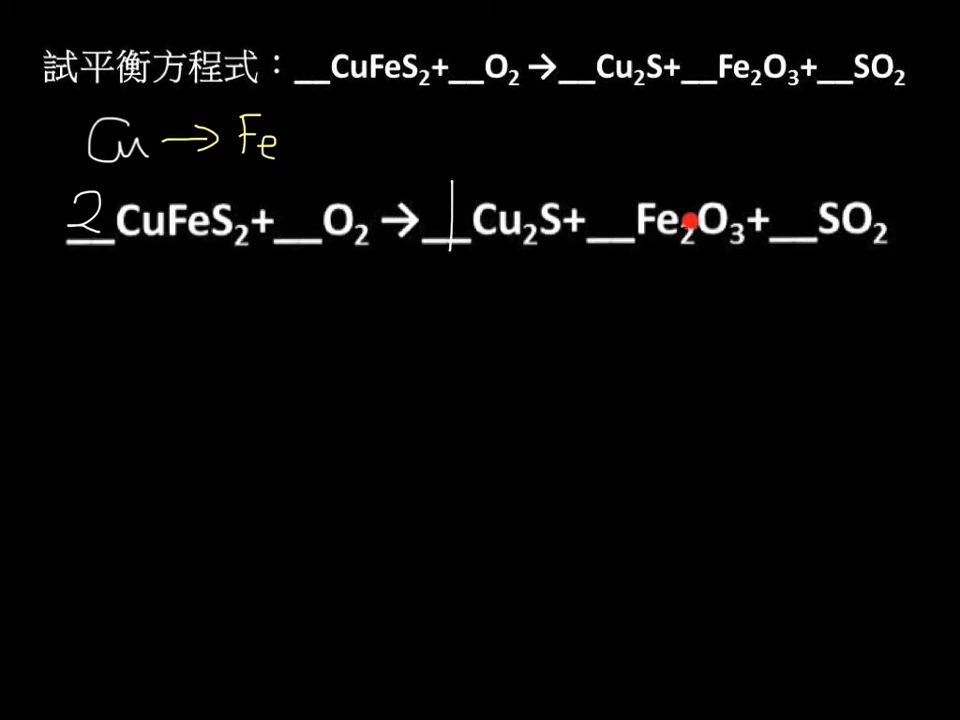 試平衡方程式：__CuFeS₂+__O₂ →__Cu₂S+__Fe₂O₃+__SO₂
Cu → Fe
2CuFeS₂+__O₂ →1Cu₂S+__Fe₂O₃+__SO₂